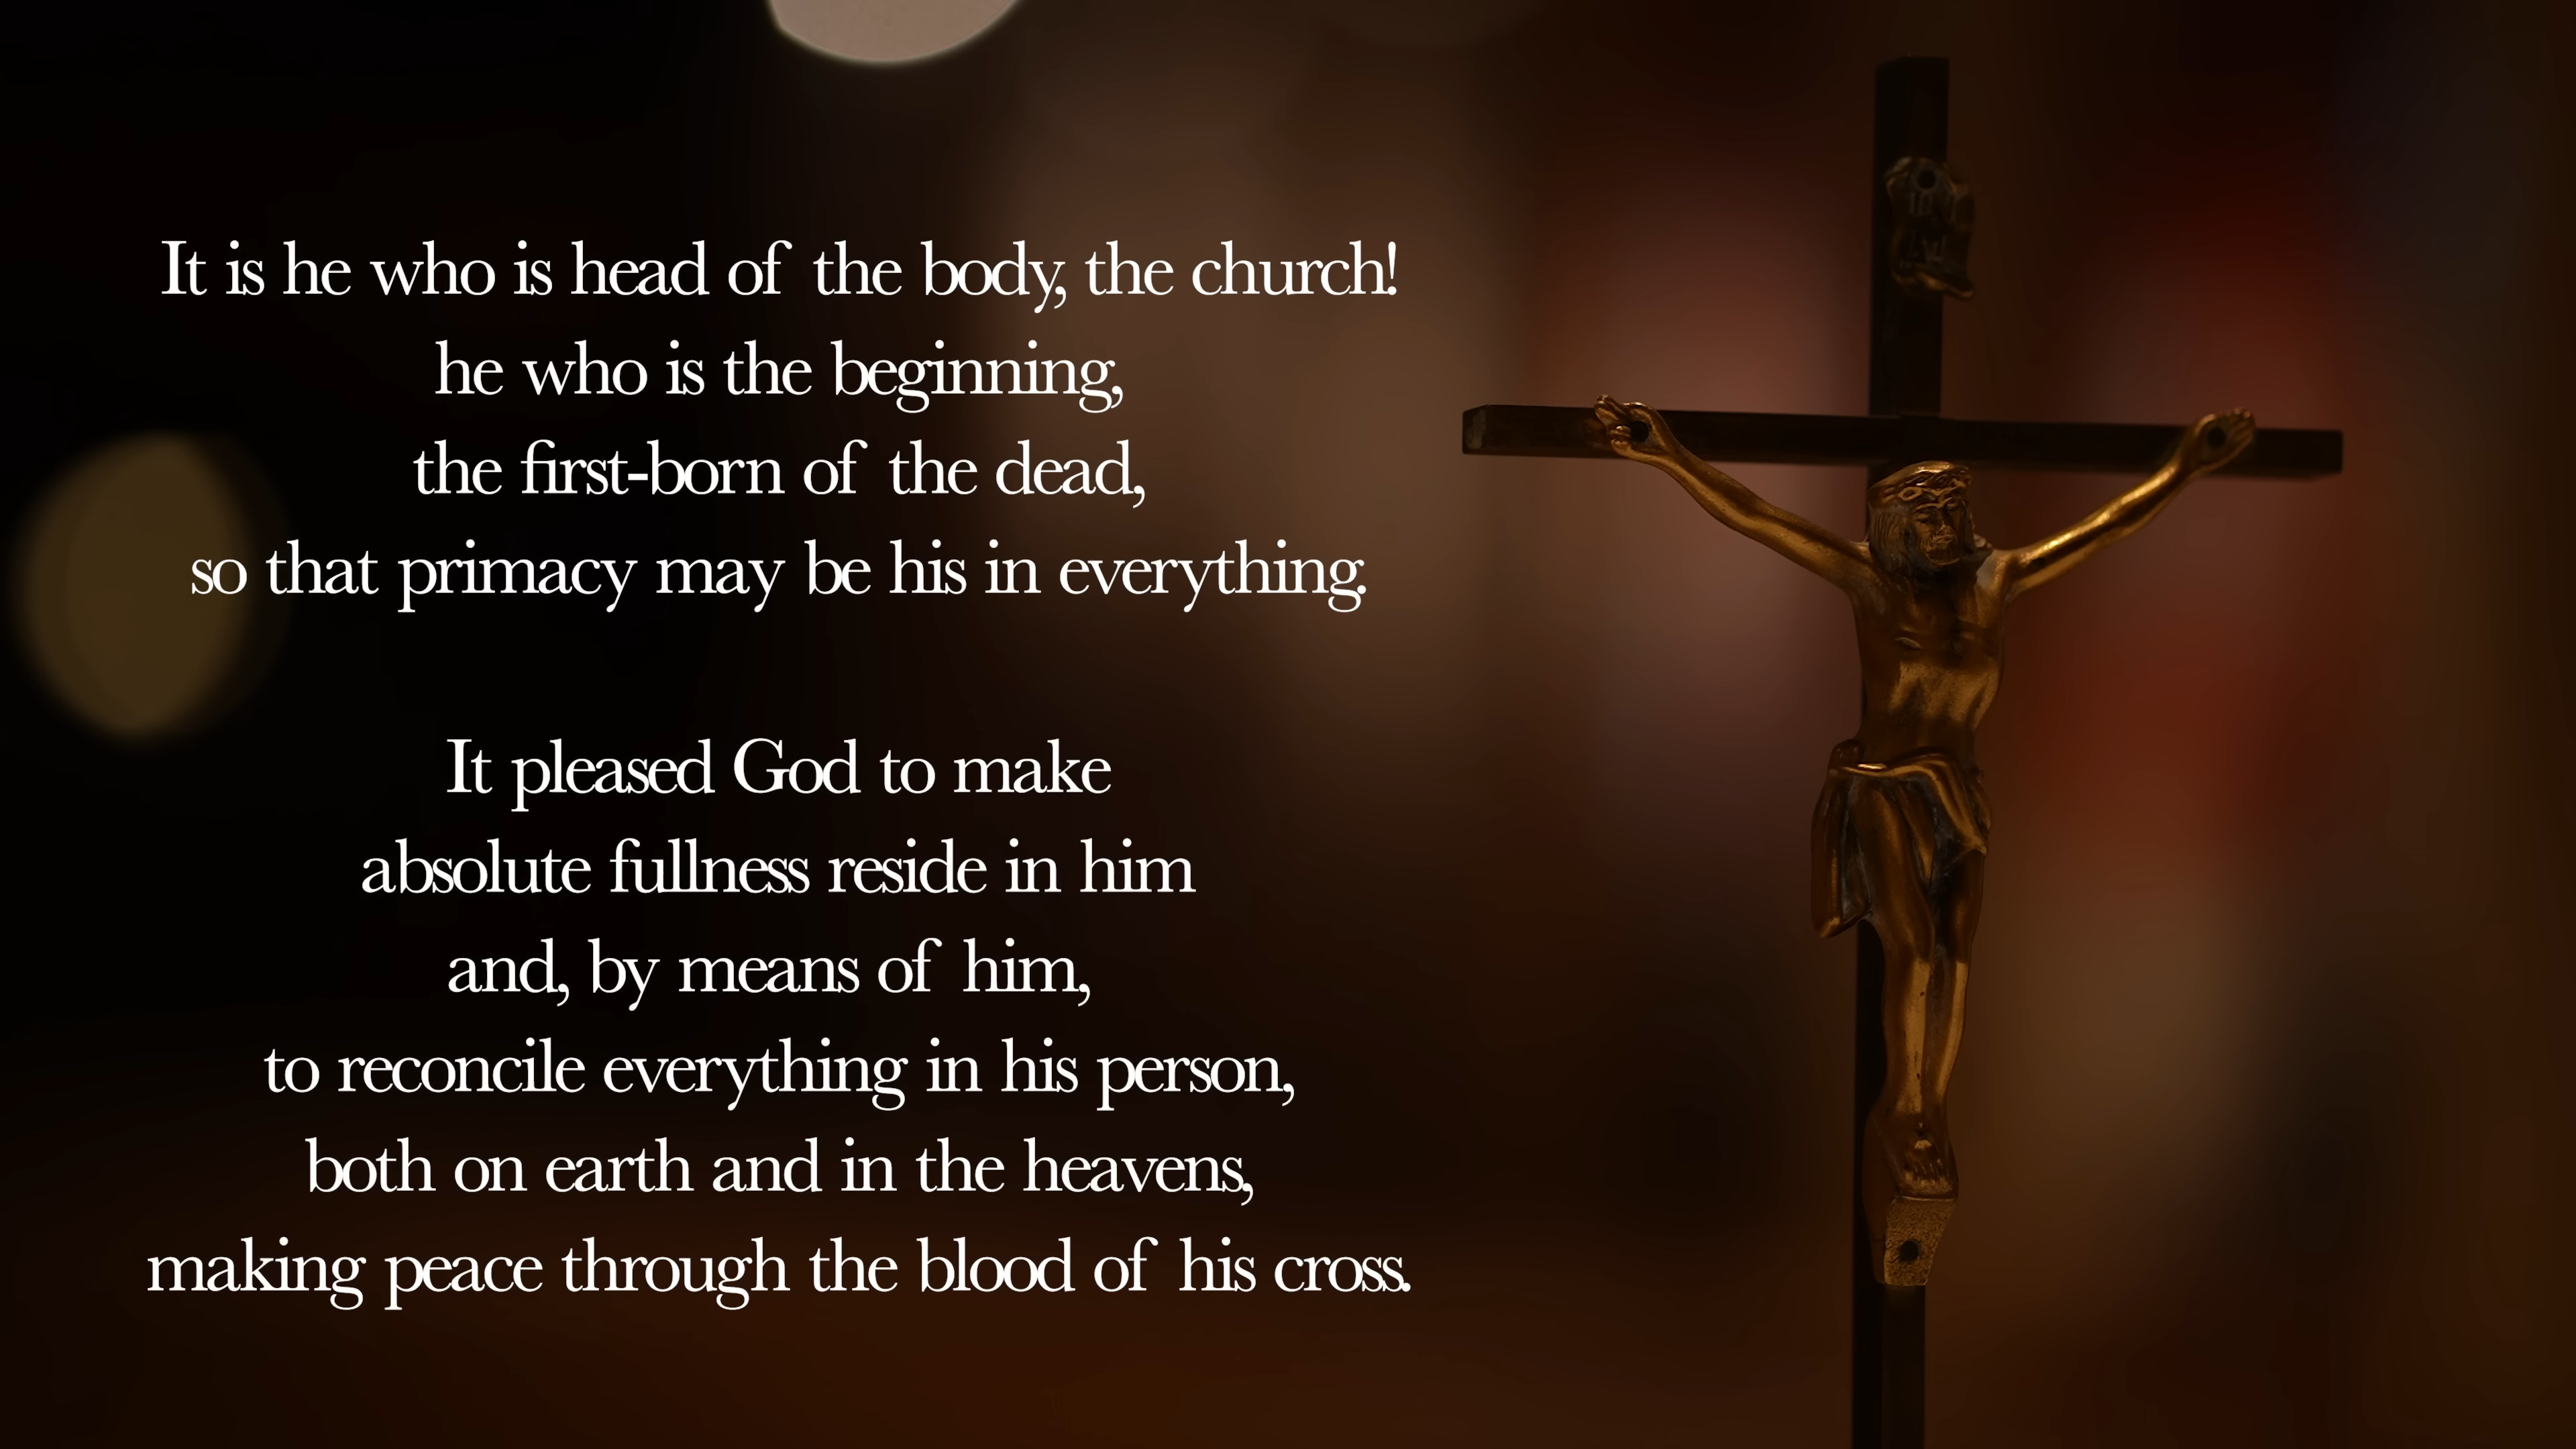 It is he who is head of the body, the church!
he who is the beginning,
the first-born of the dead,
so that primacy may be his in everything.
It pleased God to make
absolute fullness reside in him
and, by means of him,
to reconcile everything in his person,
both on earth and in the heavens,
making peace through the blood of his cross.